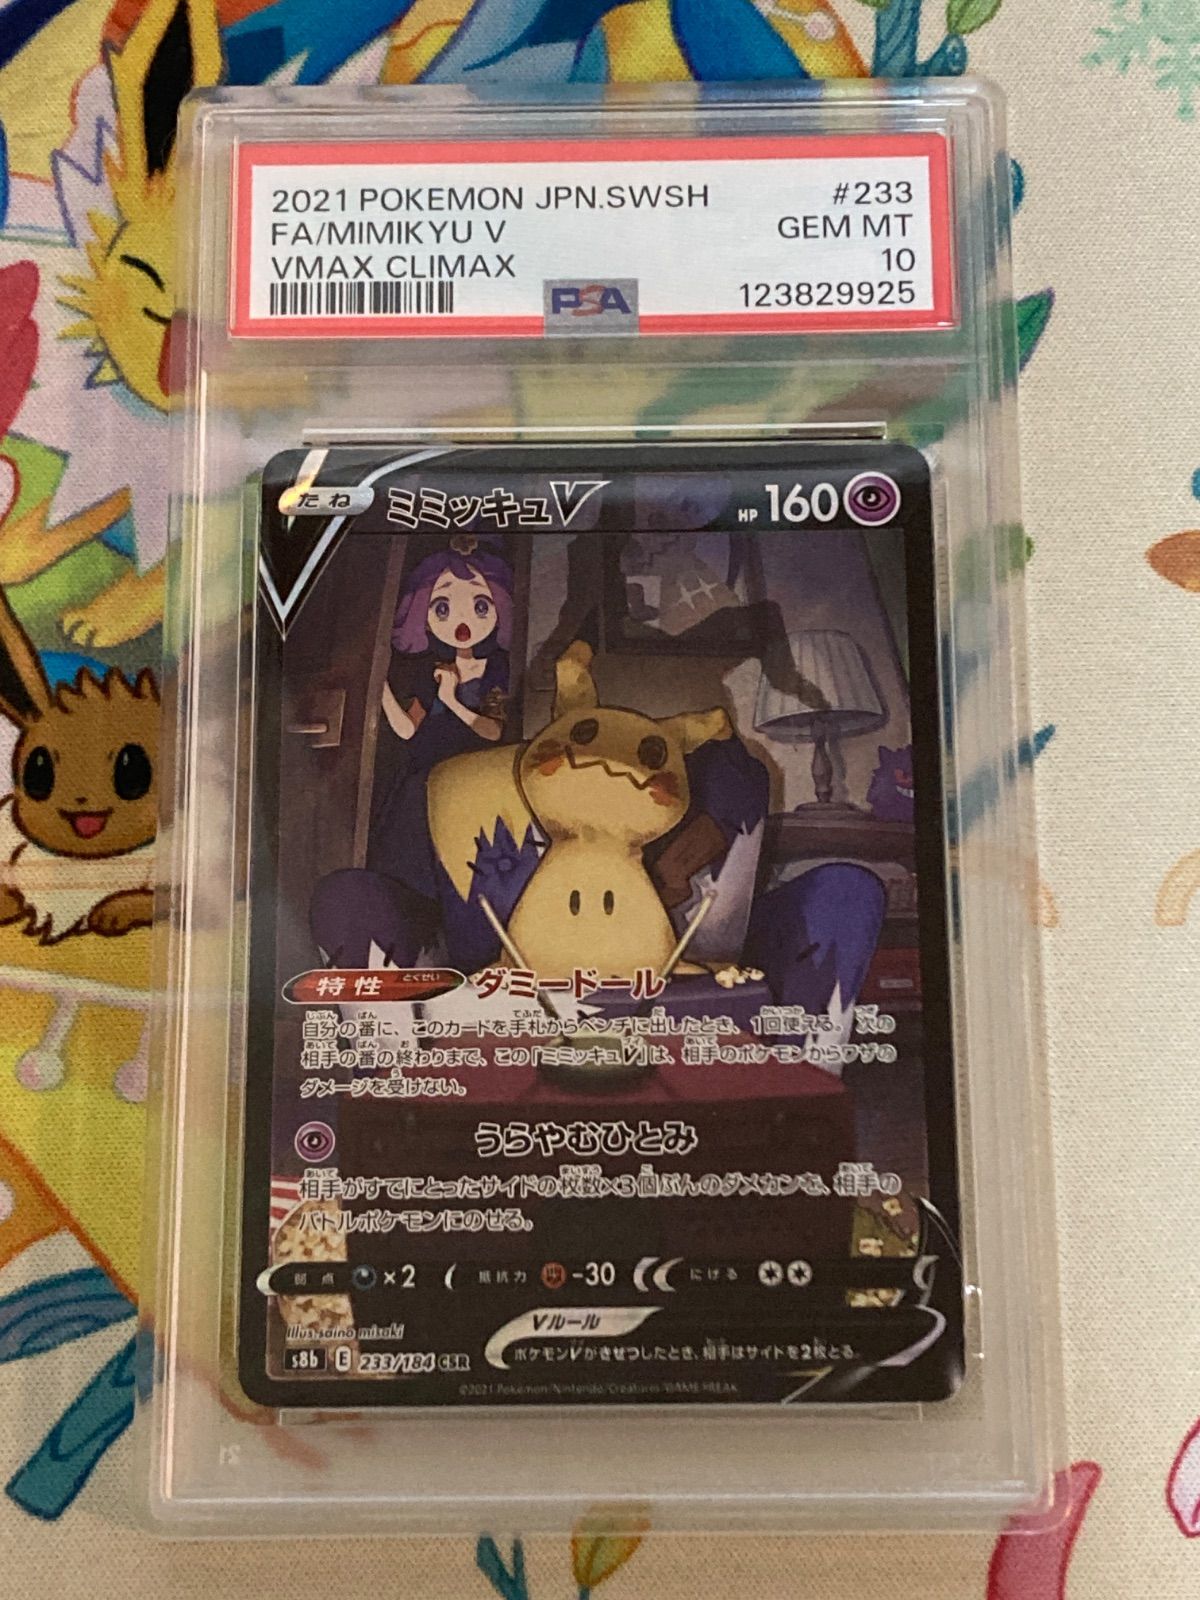 2021 POKEMON JPN.SWSH #233
FA/MIMIKYU V GEM MT
VMAX CLIMAX 10
PSA 123829925
たね ミミッキュV HP 160
特性 とくせい ダミードール
自分の番に、このカードを手札からベンチに出したとき、1回使える。次の
相手の番の終わりまで、この「ミミッキュV」は、相手のポケモンからワザの
ダメージを受けない。
うらやむひとみ
相手がすでにとったサイドの枚数×3個ぶんのダメカンを、相手の
バトルポケモンにのせる。
弱点 ×2 抵抗力 -30 にげる
Illus. saino misaki
Vルール
ポケモンVがきぜつしたとき、相手はサイドを2枚とる。
s8b E 233/184 CSR
©2021 Pokémon/Nintendo/Creatures/GAME FREAK